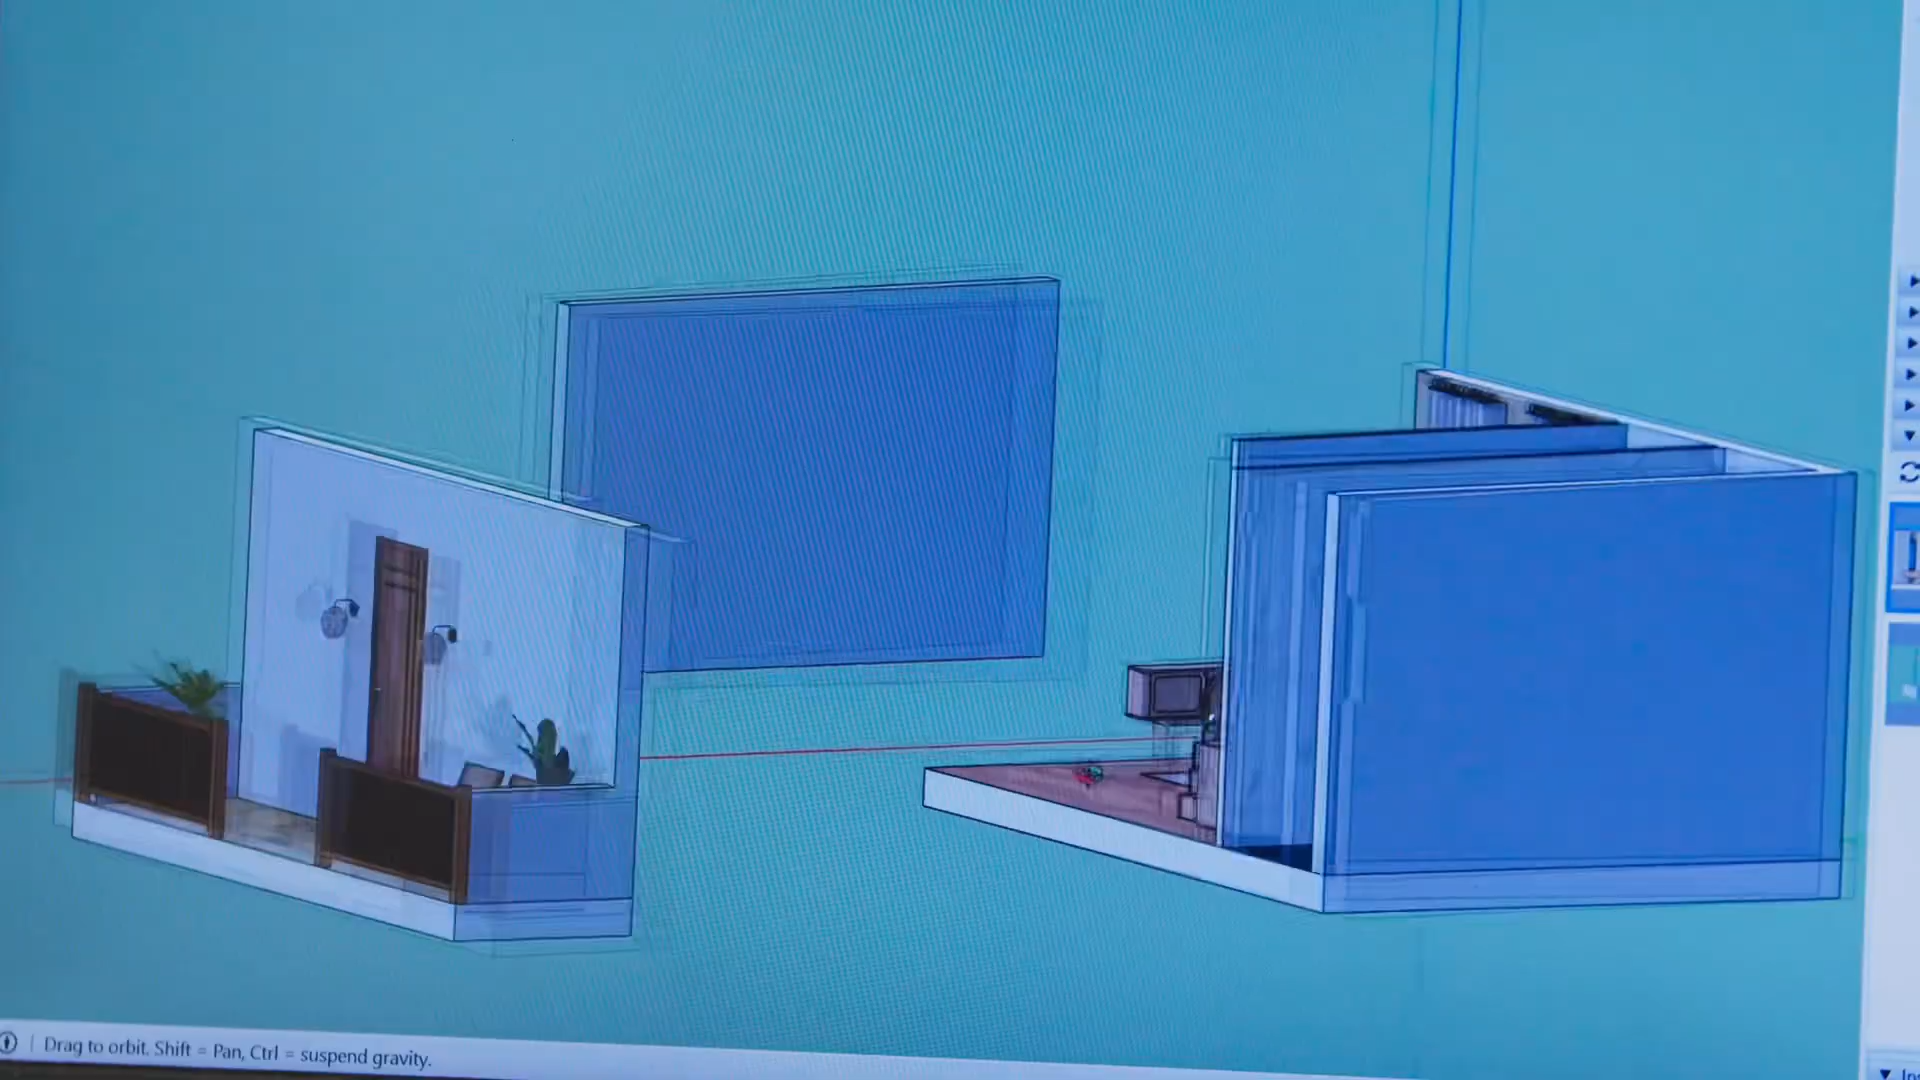 Drag to orbit. Shift = Pan, Ctrl = suspend gravity.